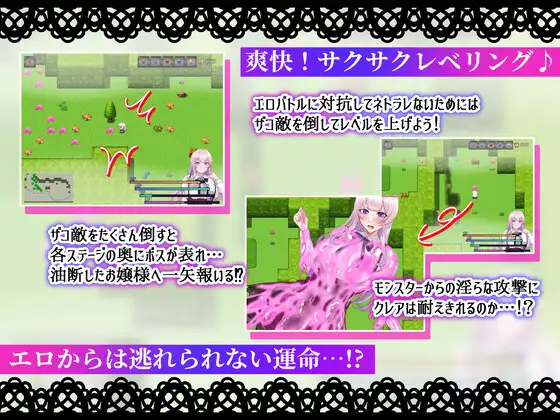 爽快！サクサクレベリング♪
エロバトルに対抗してネトラレないためには
ザコ敵を倒してレベルを上げよう！
ザコ敵をたくさん倒すと
各ステージの奥にボスが表れ…
油断したお嬢様へ一矢報いる!?
モンスターからの淫らな攻撃に
クレアは耐えきれるのか…!?
エロからは逃れられない運命…!?